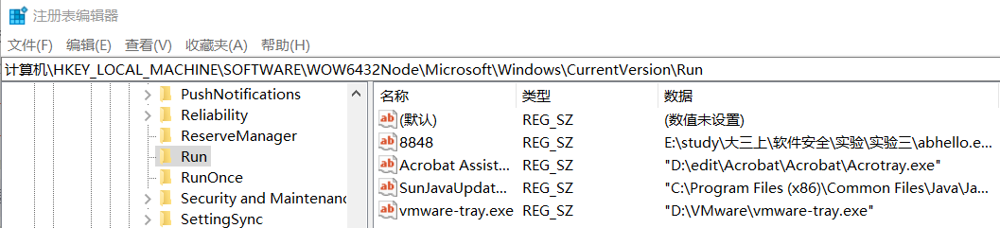 注册表编辑器
文件(F) 编辑(E) 查看(V) 收藏夹(A) 帮助(H)
计算机\HKEY_LOCAL_MACHINE\SOFTWARE\WOW6432Node\Microsoft\Windows\CurrentVersion\Run
PushNotifications
Reliability
ReserveManager
Run
RunOnce
Security and Maintenanc
SettingSync
名称 类型 数据
(默认) REG_SZ (数值未设置)
8848 REG_SZ E:\study\大三上\软件安全\实验\实验三\abhello.e...
Acrobat Assist... REG_SZ "D:\edit\Acrobat\Acrobat\Acrotray.exe"
SunJavaUpdat... REG_SZ "C:\Program Files (x86)\Common Files\Java\Ja...
vmware-tray.exe REG_SZ "D:\VMware\vmware-tray.exe"